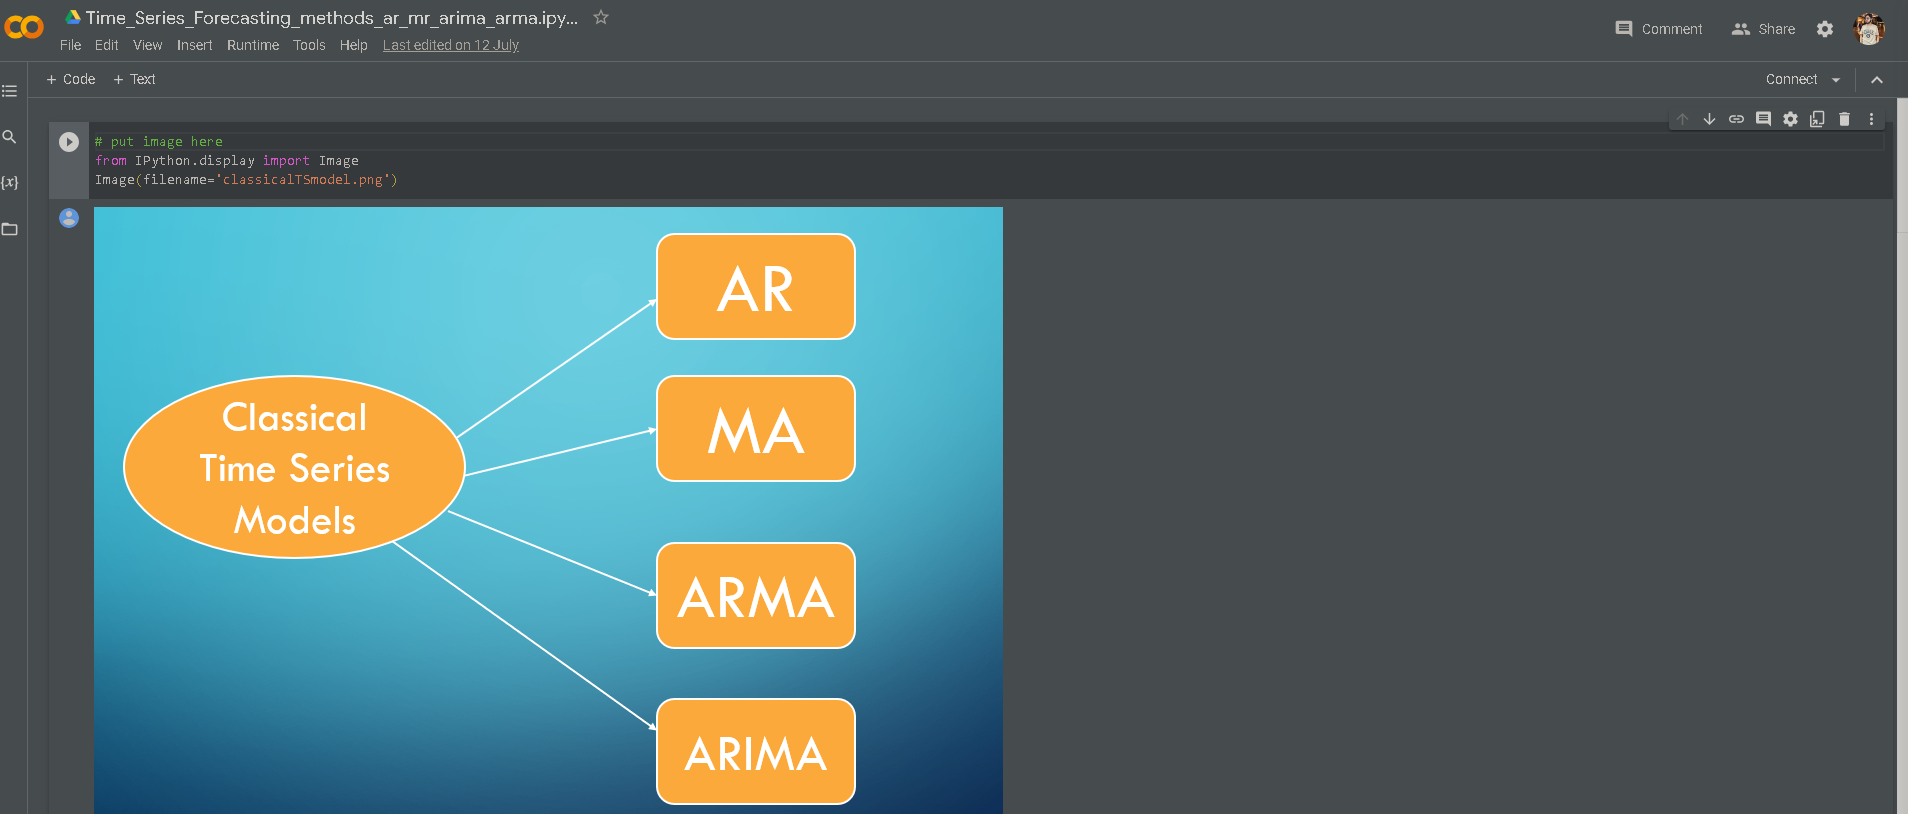 Time_Series_Forecasting_methods_ar_mr_arima_arma.ipy...
File Edit View Insert Runtime Tools Help Last edited on 12 July
Comment Share
+ Code + Text
Connect
# put image here
from IPython.display import Image
Image(filename='classicalTSmodel.png')
{x}
Classical
Time Series
Models
AR
MA
ARMA
ARIMA